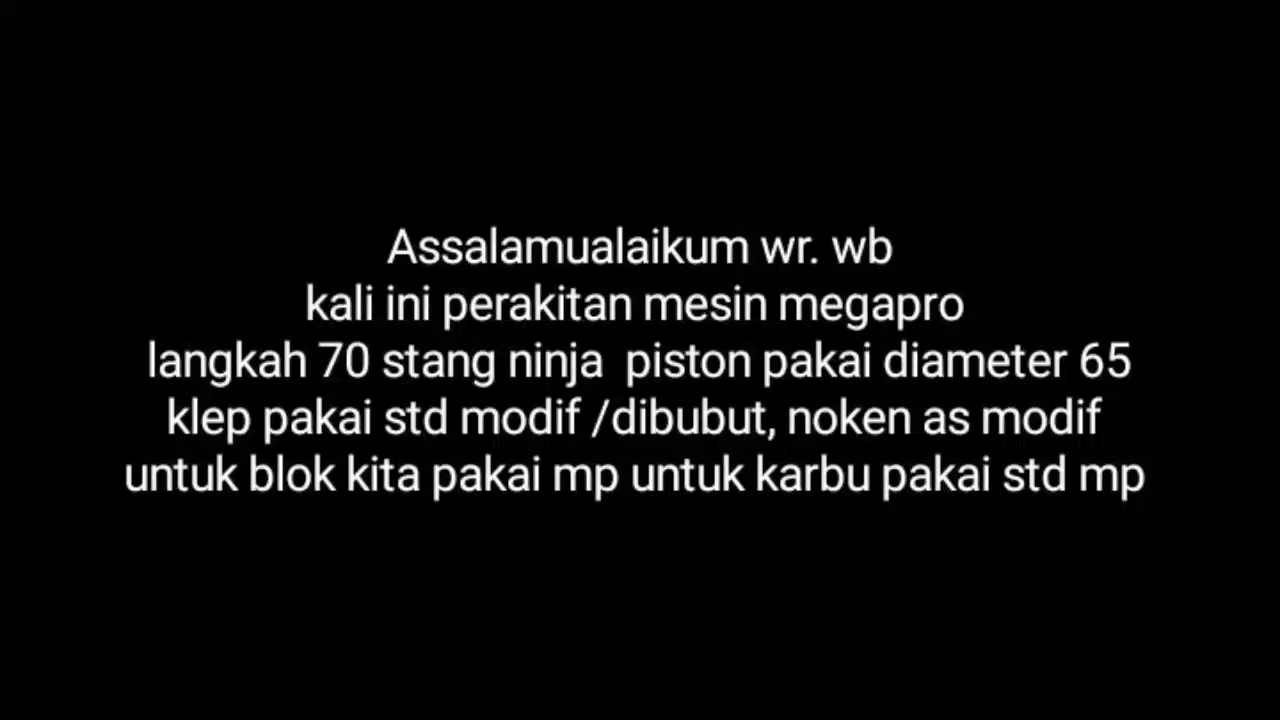 Assalamualaikum wr. wb
kali ini perakitan mesin megapro
langkah 70 stang ninja  piston pakai diameter 65
klep pakai std modif /dibubut, noken as modif
untuk blok kita pakai mp untuk karbu pakai std mp